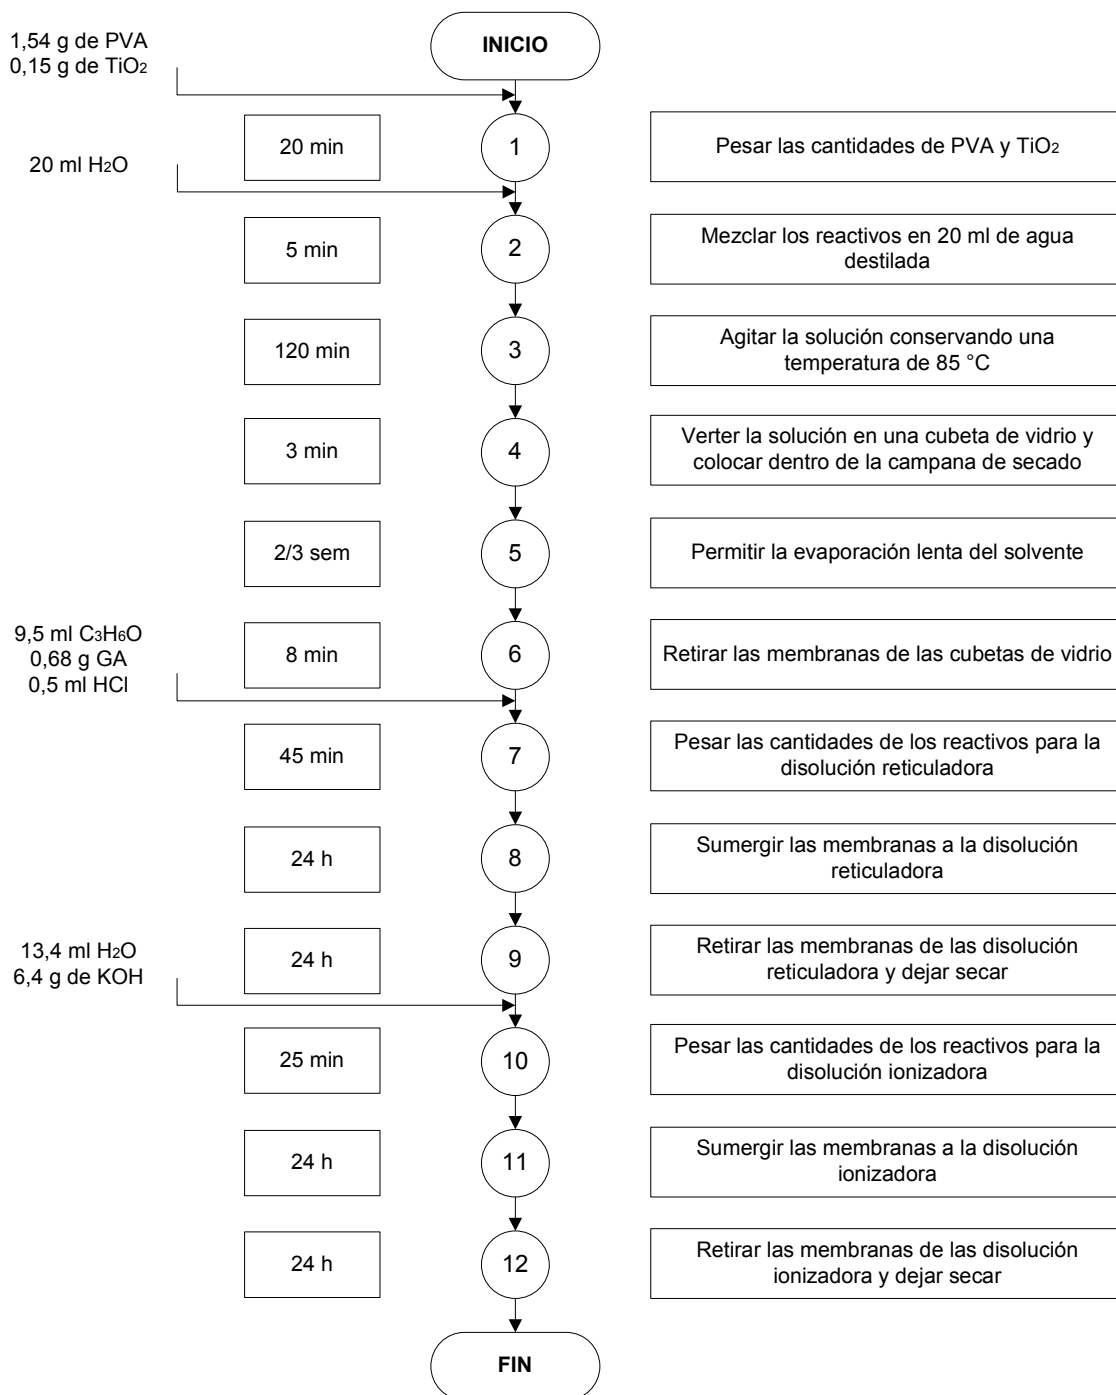 1,54 g de PVA
0,15 g de TiO2
INICIO
20 min
1
Pesar las cantidades de PVA y TiO2
20 ml H2O
5 min
2
Mezclar los reactivos en 20 ml de agua
destilada
120 min
3
Agitar la solución conservando una
temperatura de 85 °C
3 min
4
Verter la solución en una cubeta de vidrio y
colocar dentro de la campana de secado
2/3 sem
5
Permitir la evaporación lenta del solvente
9,5 ml C3H6O
0,68 g GA
0,5 ml HCl
8 min
6
Retirar las membranas de las cubetas de vidrio
45 min
7
Pesar las cantidades de los reactivos para la
disolución reticuladora
24 h
8
Sumergir las membranas a la disolución
reticuladora
13,4 ml H2O
6,4 g de KOH
24 h
9
Retirar las membranas de las disolución
reticuladora y dejar secar
25 min
10
Pesar las cantidades de los reactivos para la
disolución ionizadora
24 h
11
Sumergir las membranas a la disolución
ionizadora
24 h
12
Retirar las membranas de las disolución
ionizadora y dejar secar
FIN